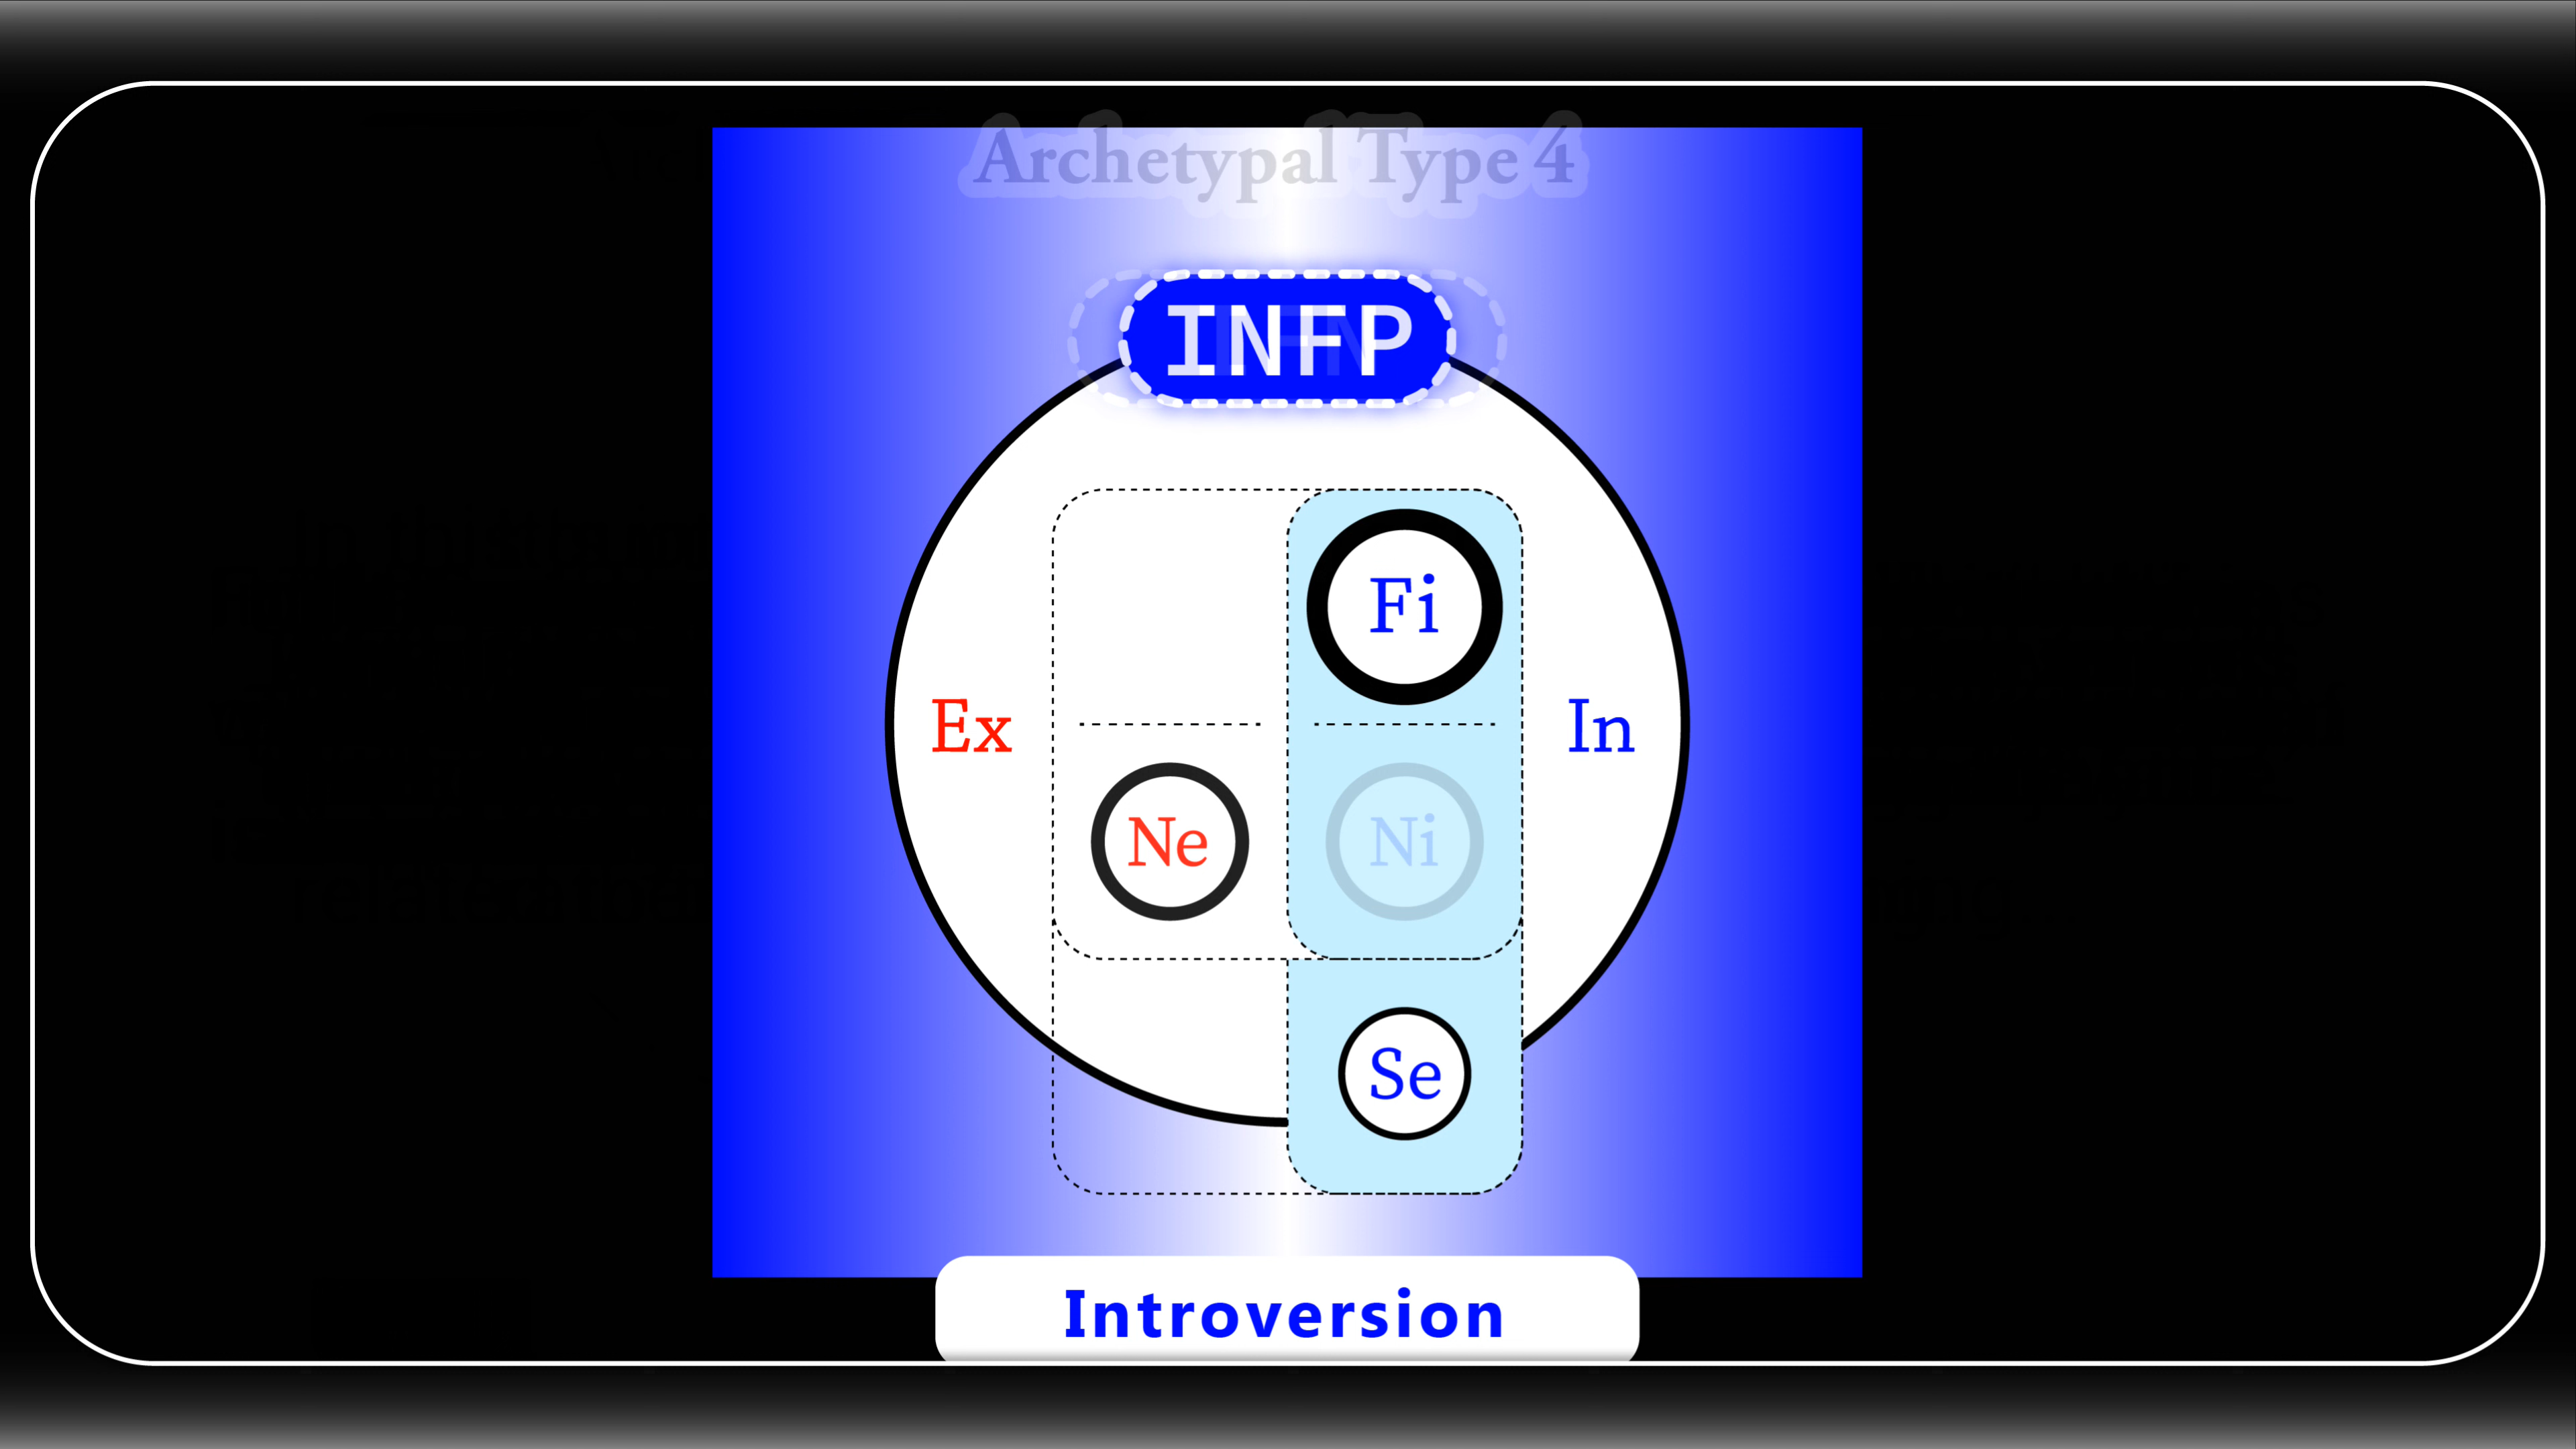 Archetypal Type 4
INFP
Fi
Ex
In
Ne
Ni
Se
Introversion